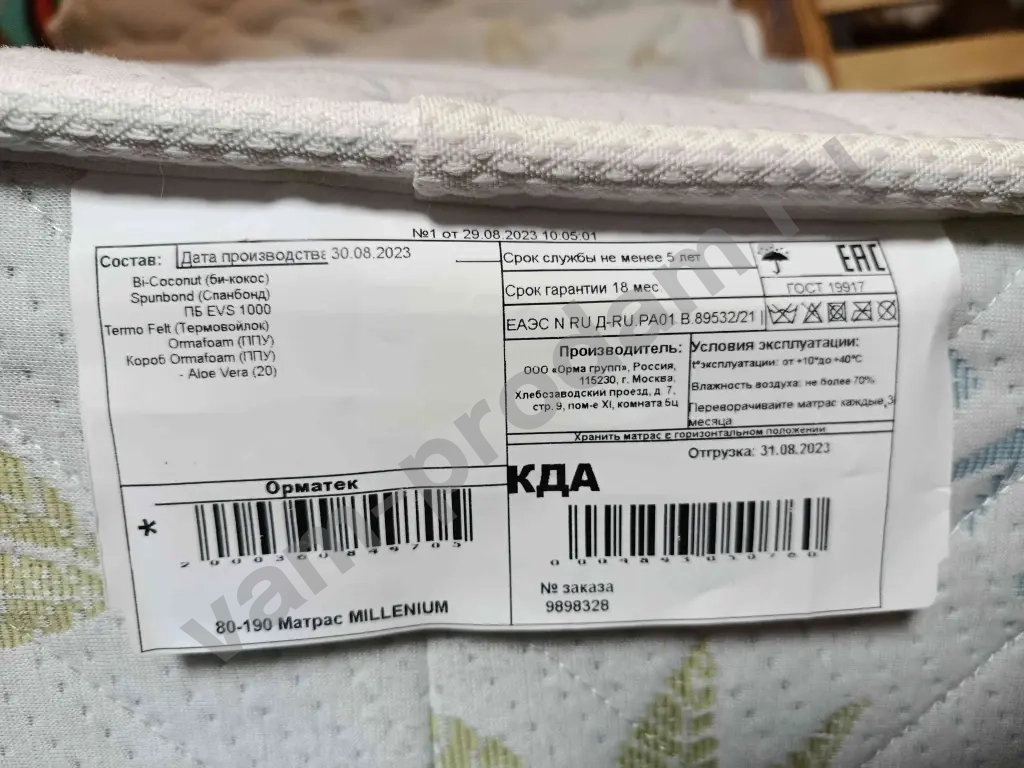 №1 от 29.08.2023 10:05:01
Состав:
Дата производства 30.08.2023
Bi-Coconut (би-кокос)
Spunbond (Спанбонд)
ПБ EVS 1000
Termo Felt (Термовойлок)
Ormafoam (ППУ)
Короб Ormafoam (ППУ)
- Aloe Vera (20)
Срок службы не менее 5 лет
Срок гарантии 18 мес.
ЕАЭС N RU Д-RU.РА01.В.89532/21
EAC
ГОСТ 19917
Производитель:
ООО «Орма групп», Россия,
115230, г. Москва,
Хлебозаводский проезд, д. 7,
стр. 9, пом-е XI, комната 5ц
Условия эксплуатации:
t°эксплуатации: от +10°до +40°C
Влажность воздуха: не более 70%
Переворачивайте матрас каждые 3
месяца
Хранить матрас в горизонтальном положении
Отгрузка: 31.08.2023
Орматек
*
2000360849705
80-190 Матрас MILLENIUM
КДА
№ заказа
9898328
vam-prodam.ru